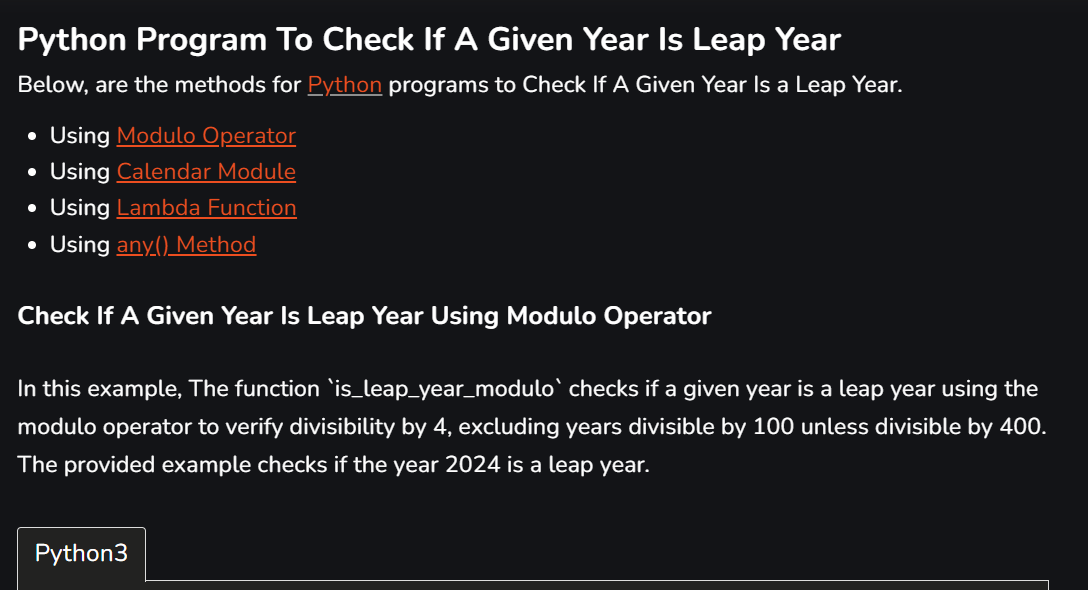 Python Program To Check If A Given Year Is Leap Year
Below, are the methods for Python programs to Check If A Given Year Is a Leap Year.
• Using Modulo Operator
• Using Calendar Module
• Using Lambda Function
• Using any() Method
Check If A Given Year Is Leap Year Using Modulo Operator
In this example, The function `is_leap_year_modulo` checks if a given year is a leap year using the
modulo operator to verify divisibility by 4, excluding years divisible by 100 unless divisible by 400.
The provided example checks if the year 2024 is a leap year.
Python3